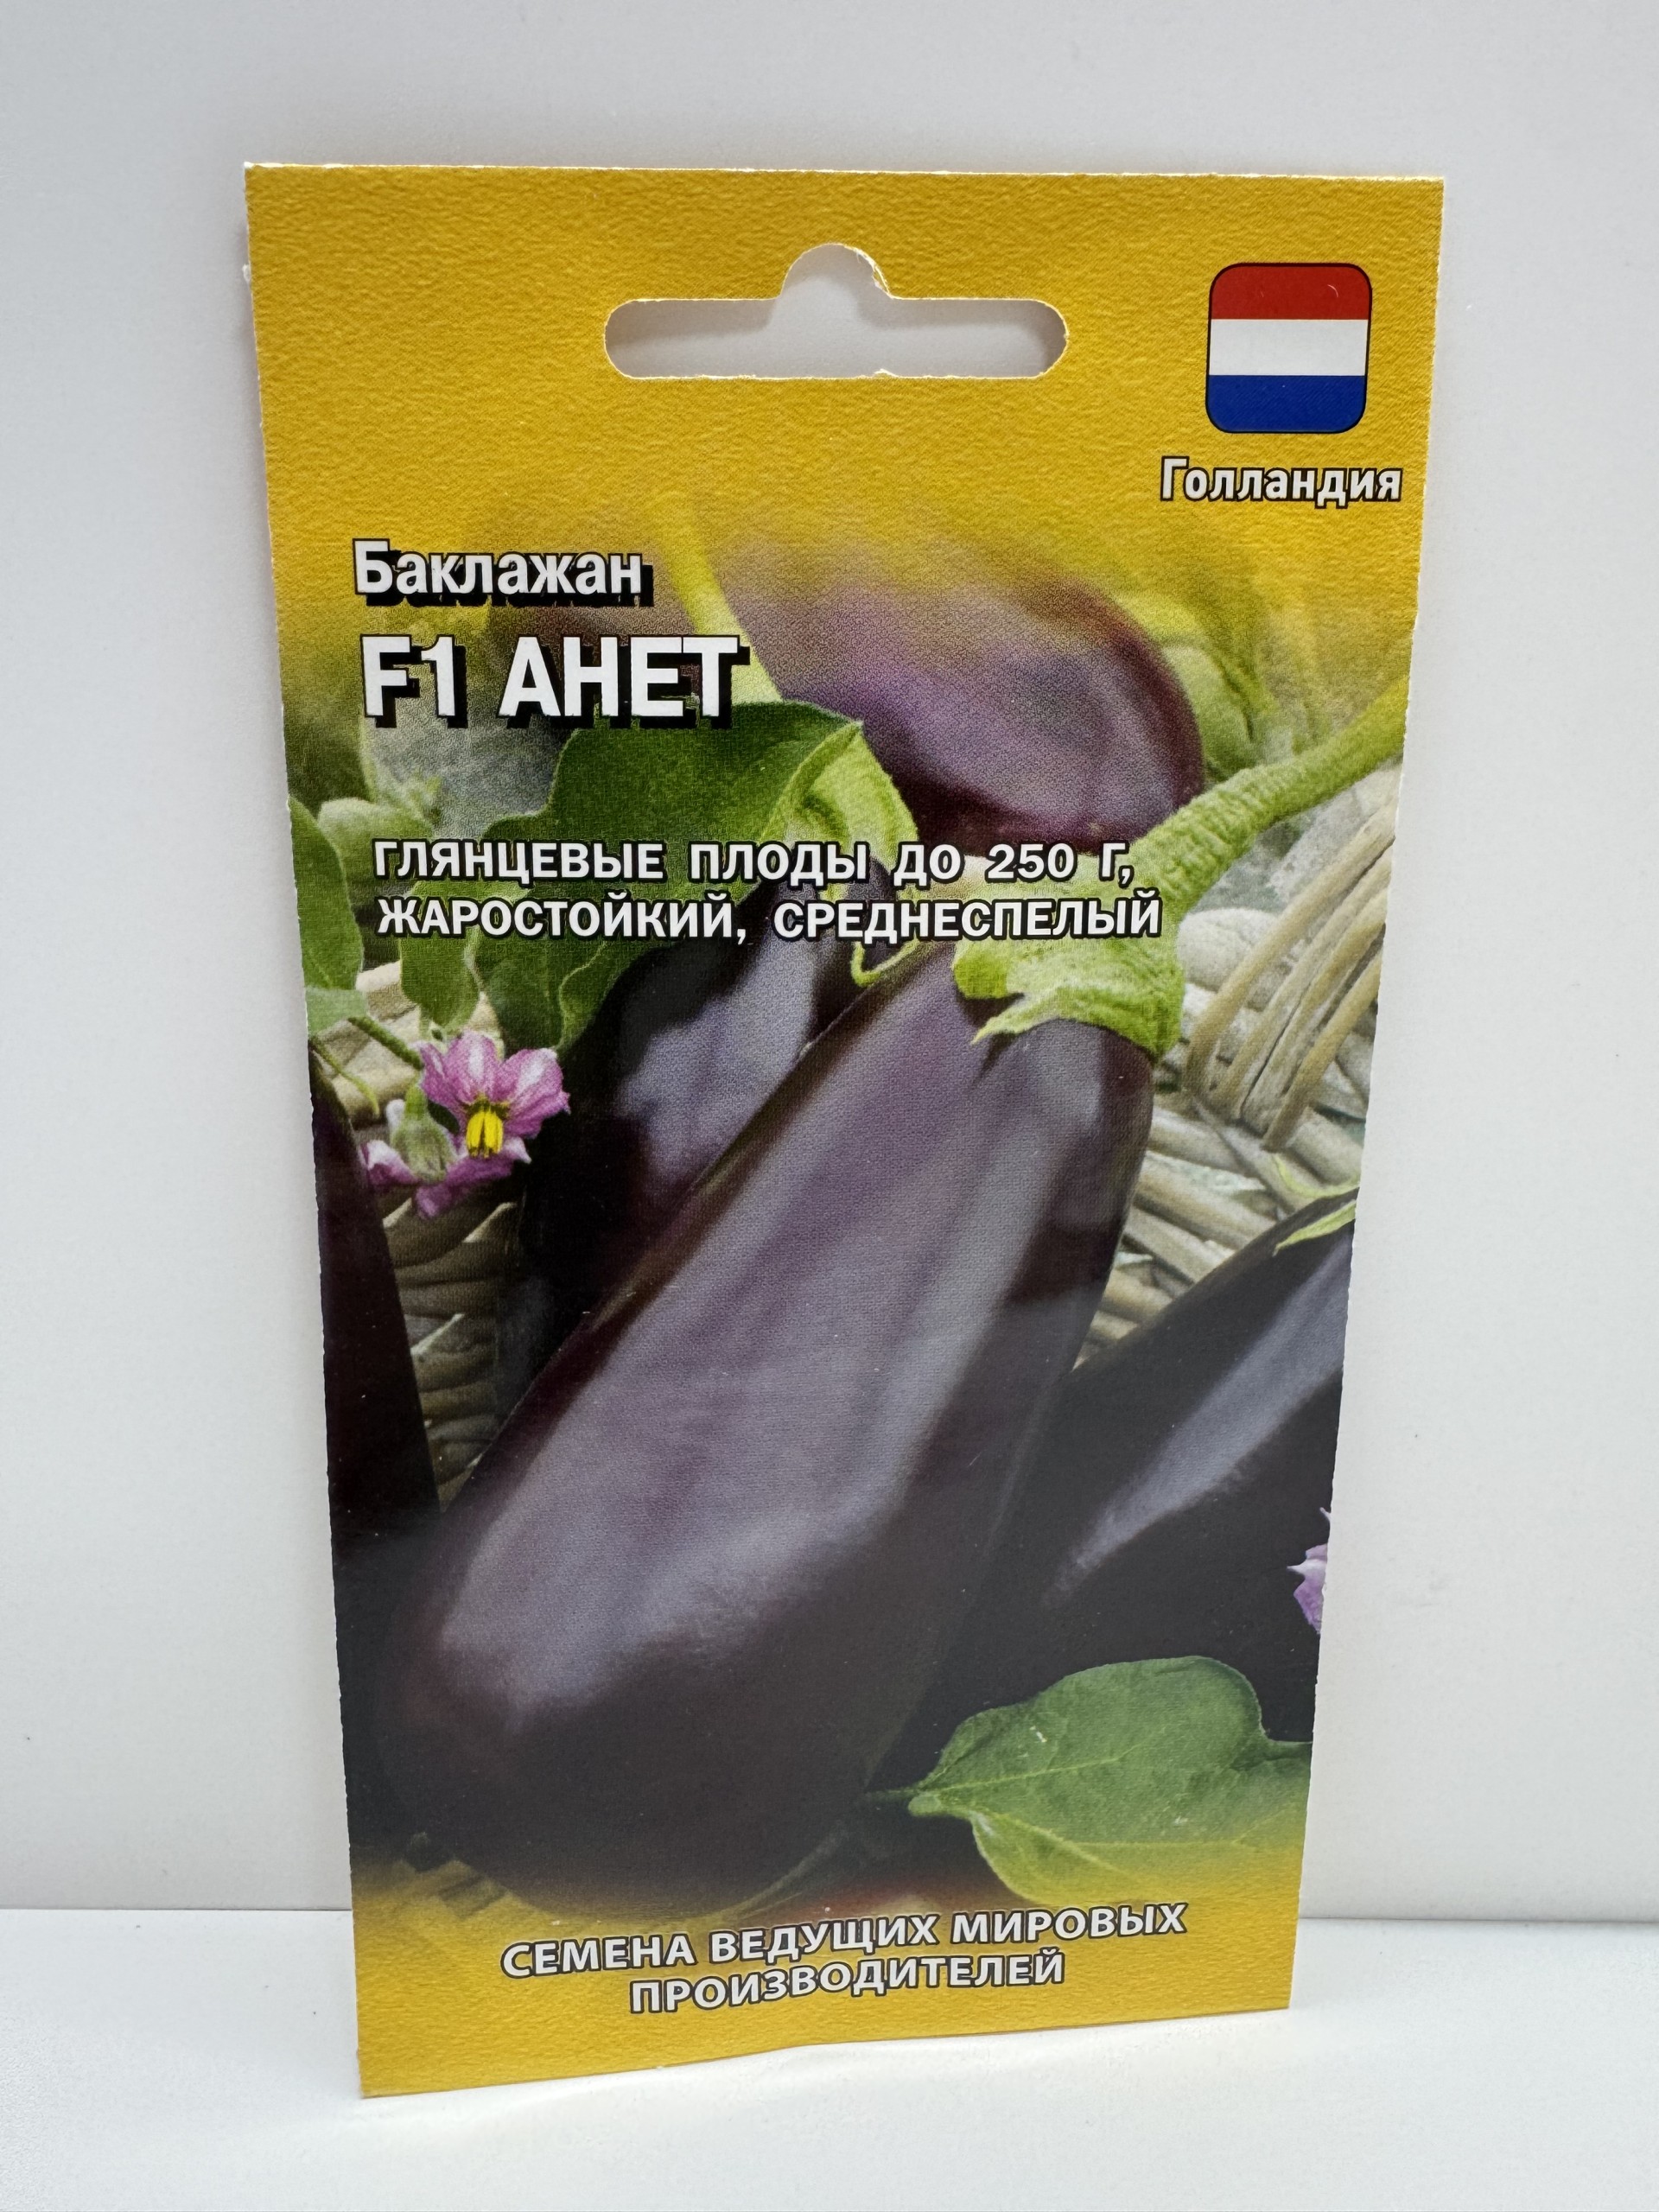 Голландия
Баклажан
F1 АНЕТ
ГЛЯНЦЕВЫЕ ПЛОДЫ ДО 250 Г,
ЖАРОСТОЙКИЙ, СРЕДНЕСПЕЛЫЙ
СЕМЕНА ВЕДУЩИХ МИРОВЫХ
ПРОИЗВОДИТЕЛЕЙ